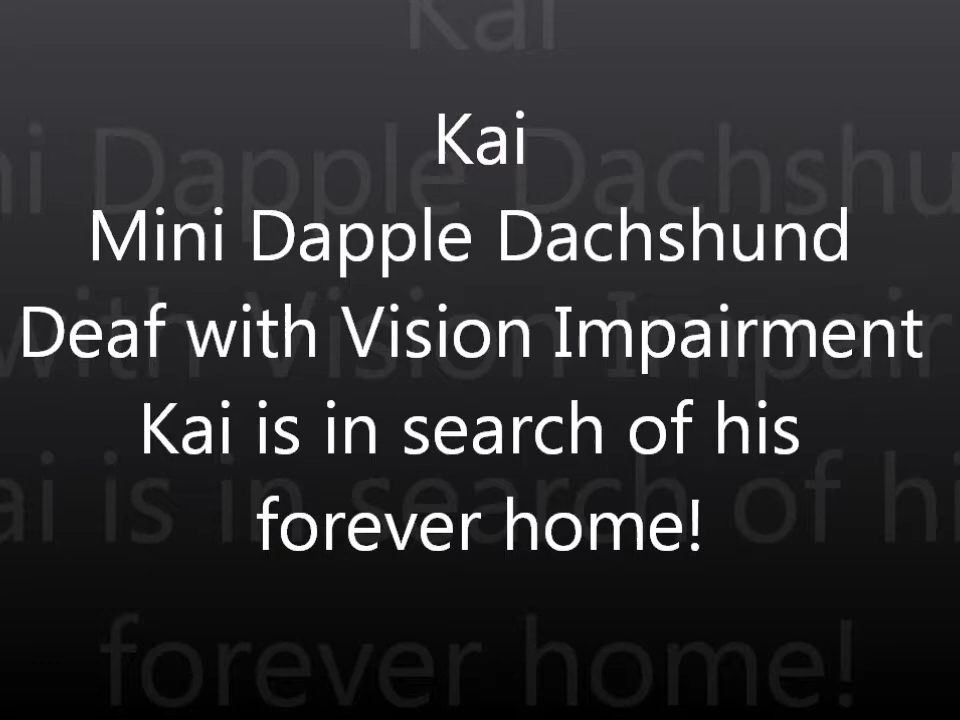 Kai
Mini Dapple Dachshund
Deaf with Vision Impairment
Kai is in search of his
forever home!